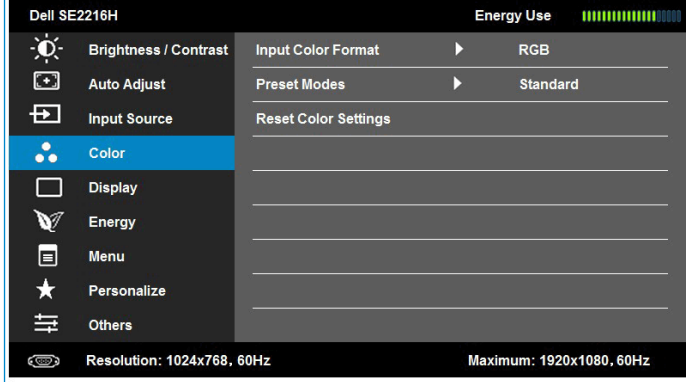 Dell SE2216H Energy Use
Brightness / Contrast Input Color Format RGB
Auto Adjust Preset Modes Standard
Input Source Reset Color Settings
Color
Display
Energy
Menu
Personalize
Others
Resolution: 1024x768, 60Hz Maximum: 1920x1080, 60Hz